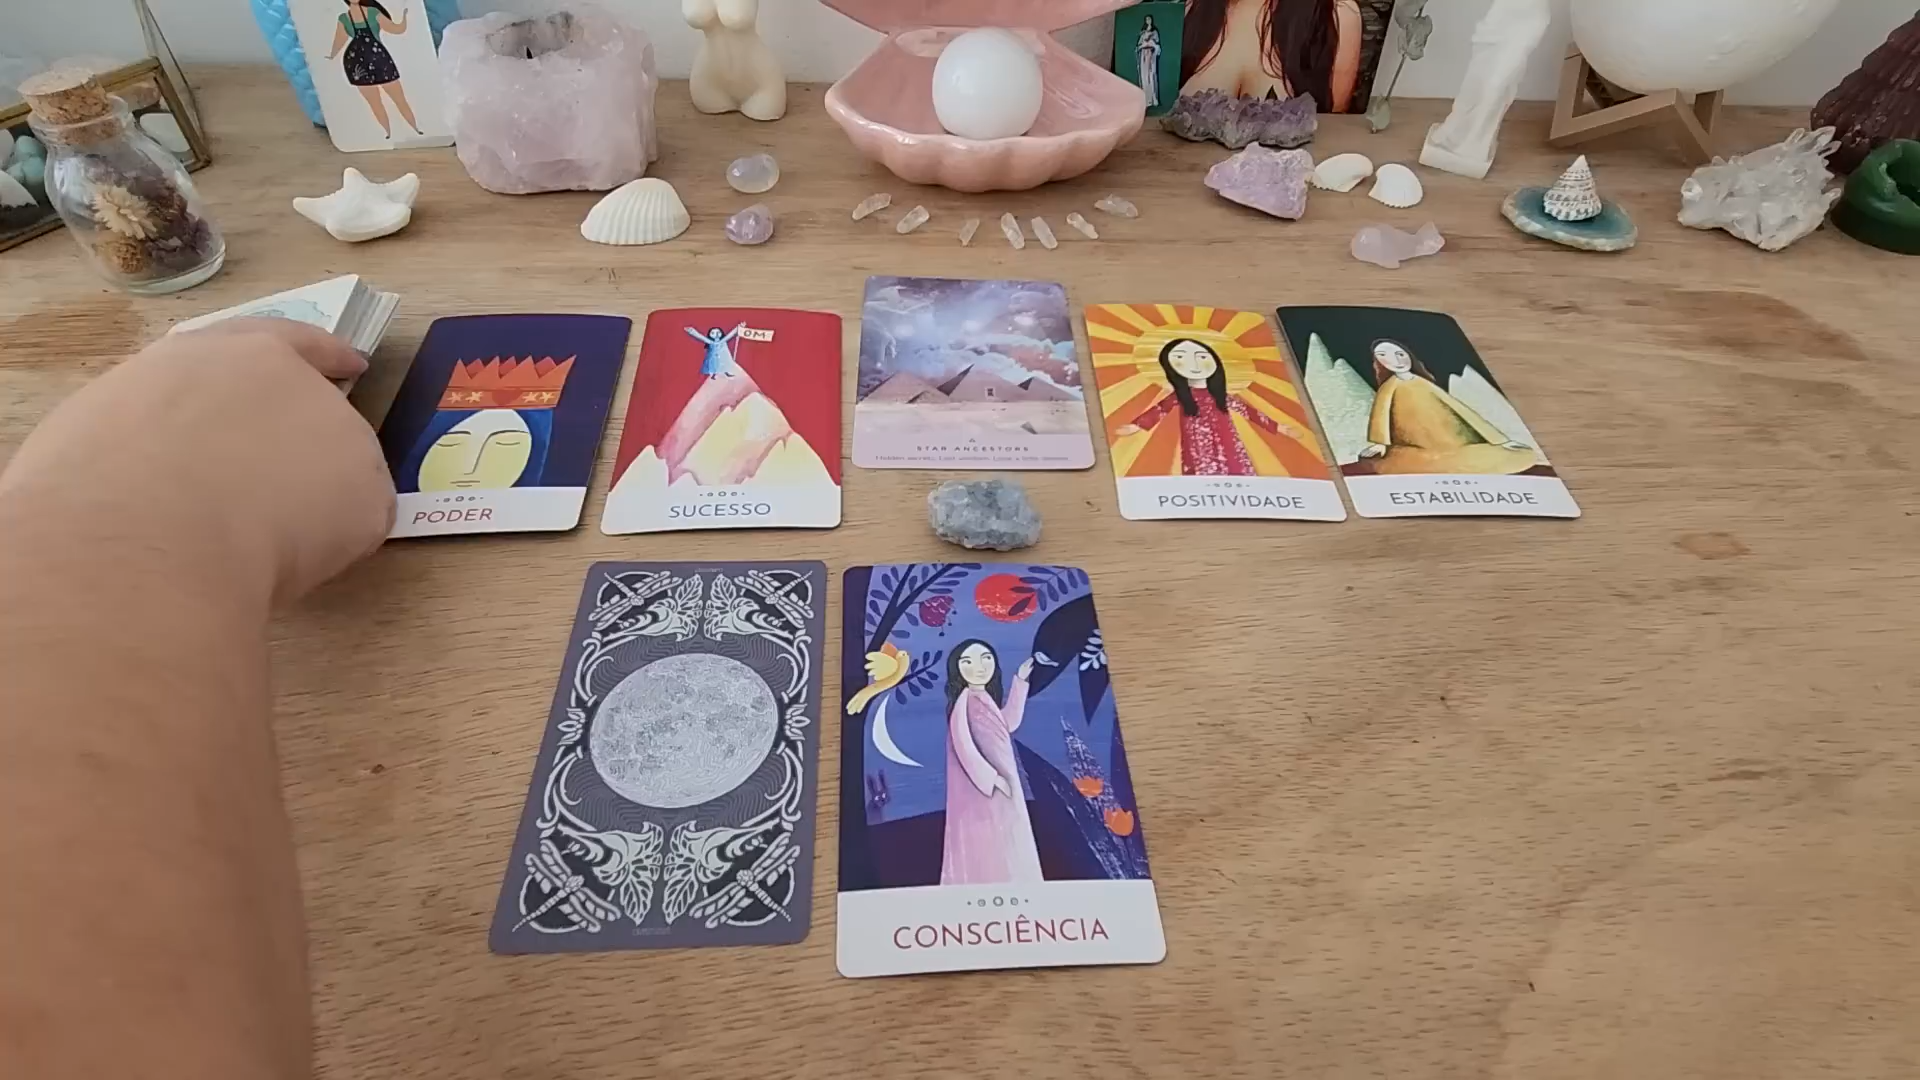 OM
STAR ANCESTORS
PODER
SUCESSO
POSITIVIDADE
ESTABILIDADE
CONSCIÊNCIA